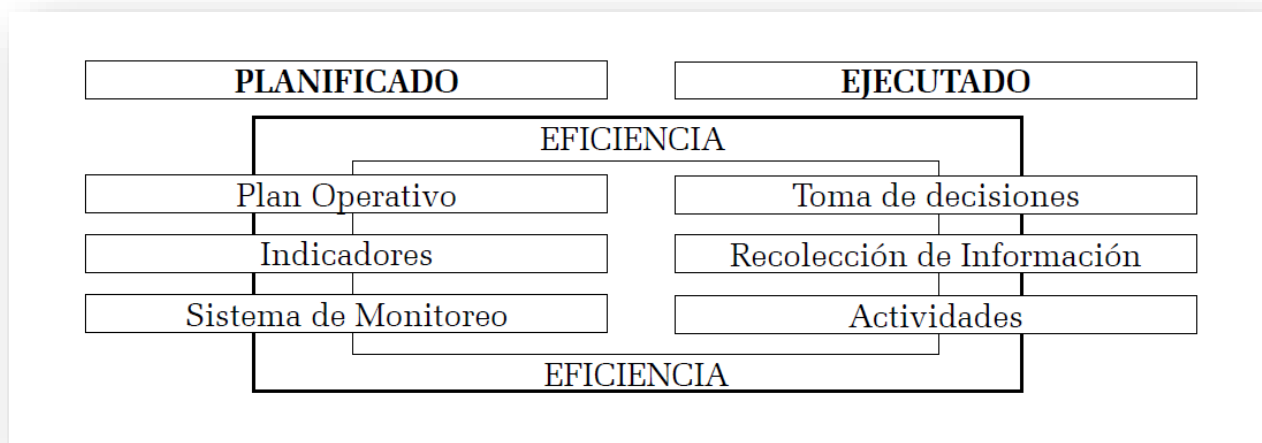 PLANIFICADO
EJECUTADO
EFICIENCIA
Plan Operativo
Toma de decisiones
Indicadores
Recolección de Información
Sistema de Monitoreo
Actividades
EFICIENCIA